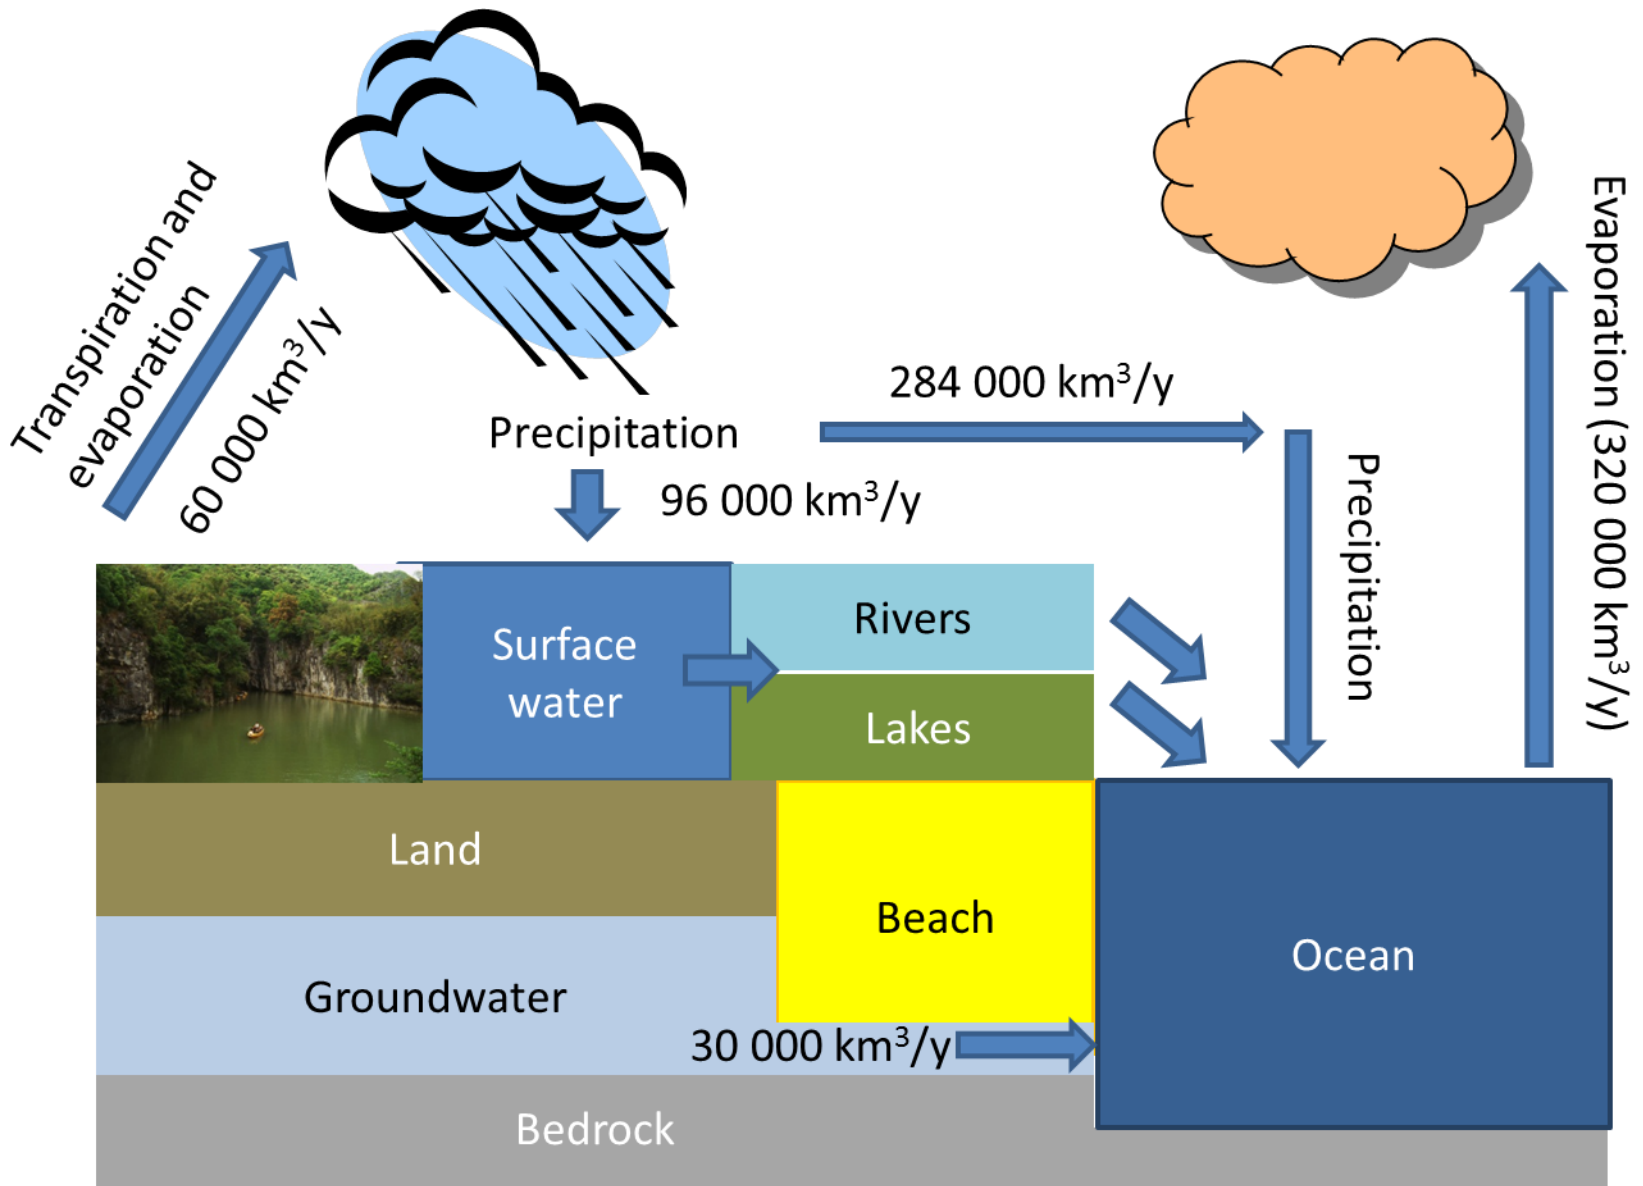 Transpiration and
evaporation
60 000 km³/y
Precipitation
284 000 km³/y
96 000 km³/y
Precipitation
Evaporation (320 000 km³/y)
Surface
water
Rivers
Lakes
Land
Beach
Groundwater
30 000 km³/y
Ocean
Bedrock